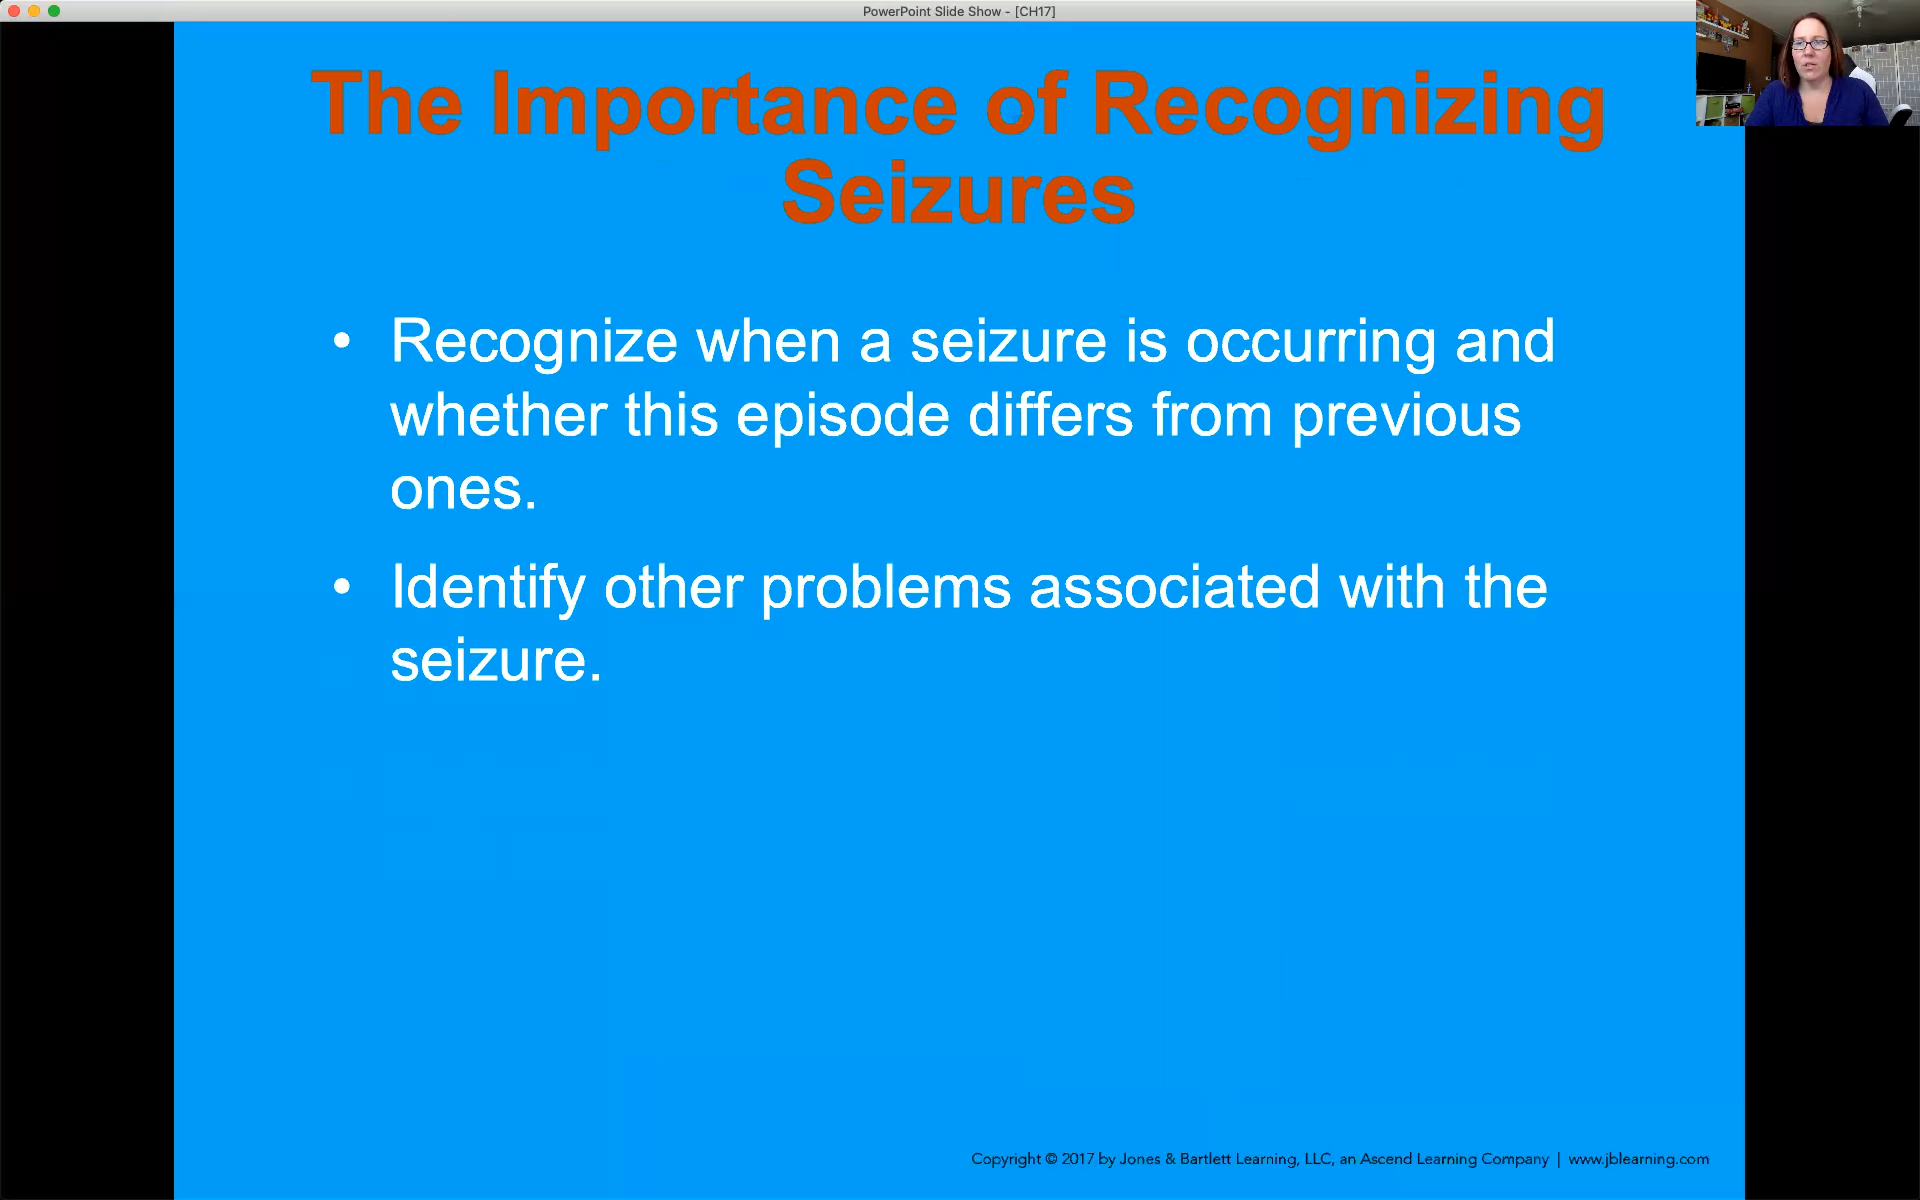 PowerPoint Slide Show - [CH17]
The Importance of Recognizing
Seizures
• Recognize when a seizure is occurring and
whether this episode differs from previous
ones.
• Identify other problems associated with the
seizure.
Copyright © 2017 by Jones & Bartlett Learning, LLC, an Ascend Learning Company | www.jblearning.com